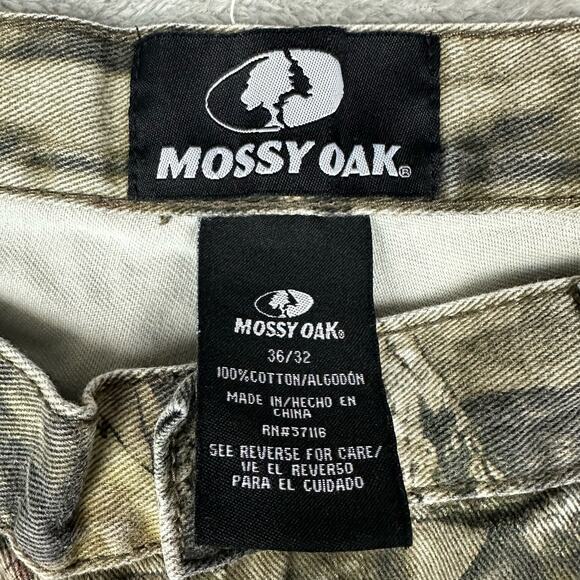 MOSSY OAK®
MOSSY OAK®
36/32
100%COTTON/ALGODÓN
MADE IN/HECHO EN
CHINA
RN#57116
SEE REVERSE FOR CARE/
VE EL REVERSO
PARA EL CUIDADO